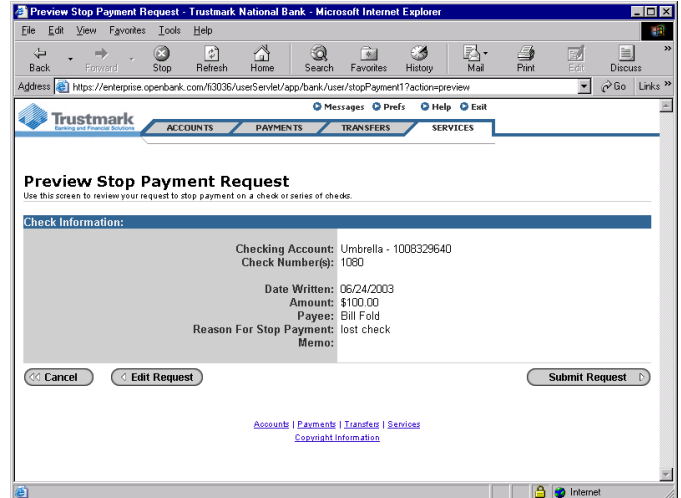 Preview Stop Payment Request - Trustmark National Bank - Microsoft Internet Explorer
File Edit View Favorites Tools Help
Back Forward Stop Refresh Home Search Favorites History Mail Print Edit Discuss »
Address https://enterprise.openbank.com/fi3036/userServlet/app/bank/user/stopPayment1?action=preview Go Links »
Messages Prefs Help Exit
Trustmark
Banking and Financial Solutions
ACCOUNTS PAYMENTS TRANSFERS SERVICES
Preview Stop Payment Request
Use this screen to review your request to stop payment on a check or series of checks.
Check Information:
Checking Account: Umbrella - 1008329640
Check Number(s): 1080
Date Written: 06/24/2003
Amount: $100.00
Payee: Bill Fold
Reason For Stop Payment: lost check
Memo:
Cancel Edit Request Submit Request
Accounts | Payments | Transfers | Services
Copyright Information
Internet